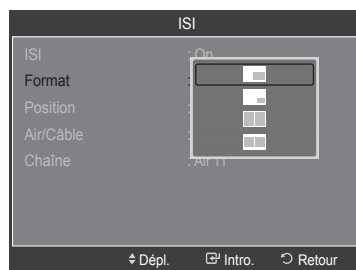 ISI
ISI : On
Format :
Position :
Air/Câble :
Chaîne : Air 11
Dépl. Intro. Retour